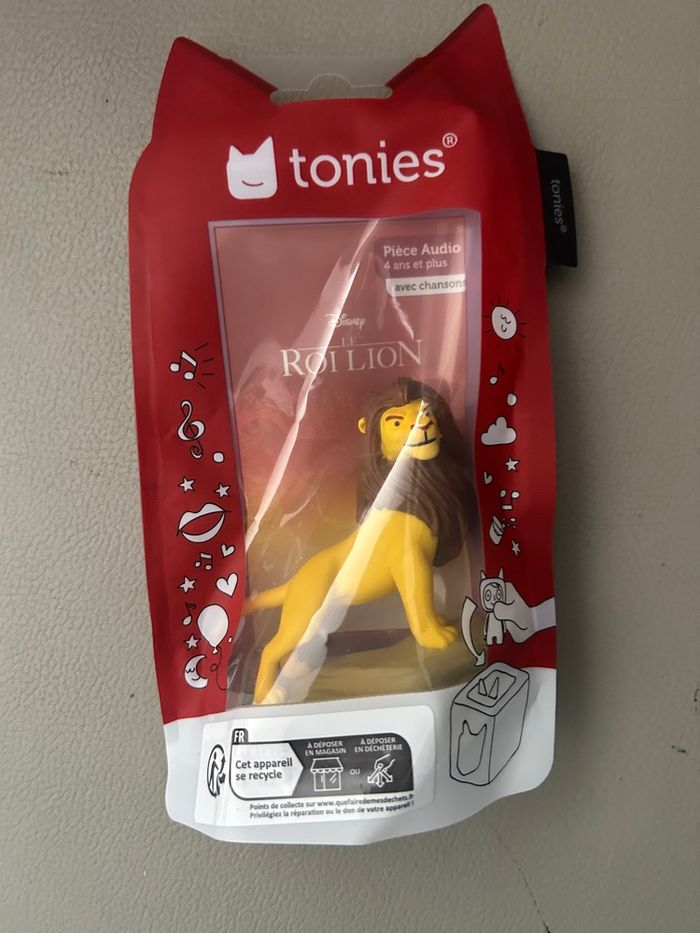 tonies®
tonies®
Pièce Audio
4 ans et plus
avec chansons
Disney
LE
ROI LION
FR
Cet appareil
se recycle
À DÉPOSER
EN MAGASIN
OU
À DÉPOSER
EN DÉCHÈTERIE
Points de collecte sur www.quefairedemesdechets.fr
Privilégiez la réparation ou le don de votre appareil !